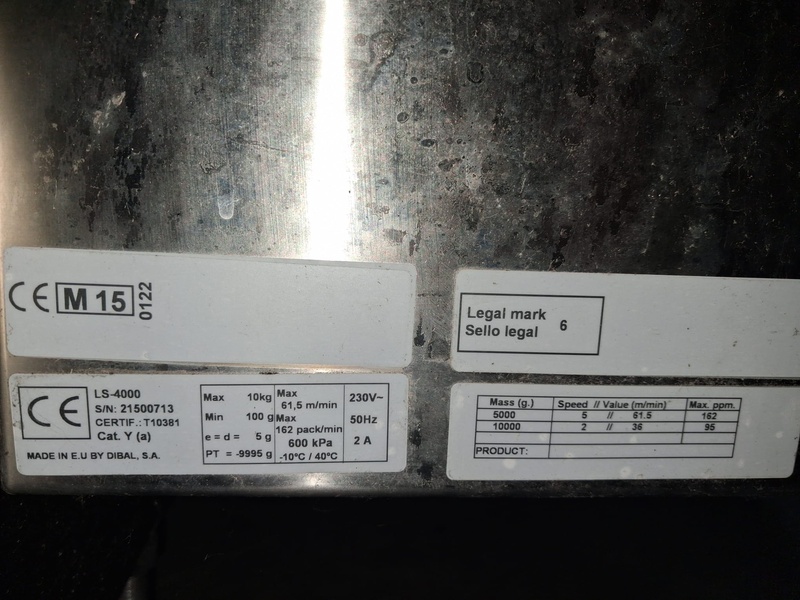 CE M 15 0122
Legal mark 6
Sello legal
CE
LS-4000
S/N: 21500713
CERTIF.: T10381
Cat. Y (a)
MADE IN E.U BY DIBAL, S.A.
Max 10kg
Min 100 g
e = d = 5 g
PT = -9995 g
Max
61,5 m/min
Max
162 pack/min
600 kPa
-10ºC / 40ºC
230V~
50Hz
2 A
Mass (g.) Speed // Value (m/min) Max. ppm.
5000 5 // 61.5 162
10000 2 // 36 95
PRODUCT: